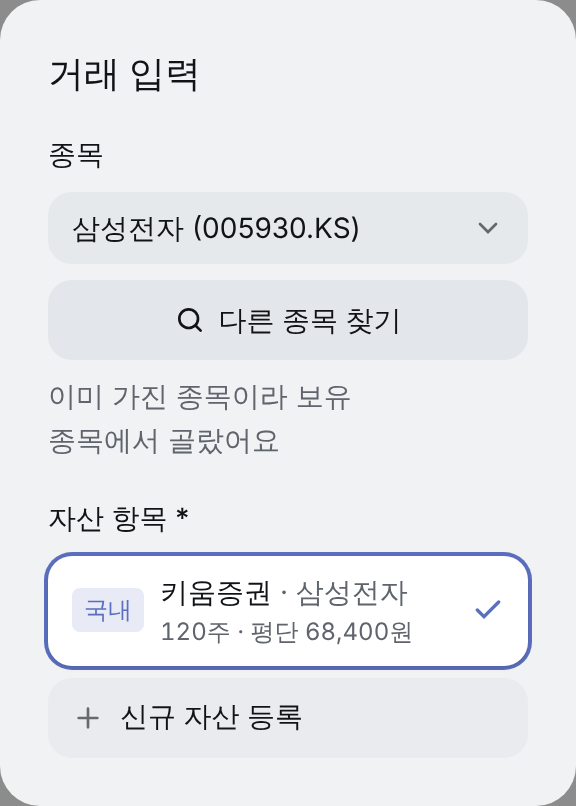 거래 입력
종목
삼성전자 (005930.KS)
다른 종목 찾기
이미 가진 종목이라 보유
종목에서 골랐어요
자산 항목 *
국내
키움증권 · 삼성전자
120주 · 평단 68,400원
신규 자산 등록